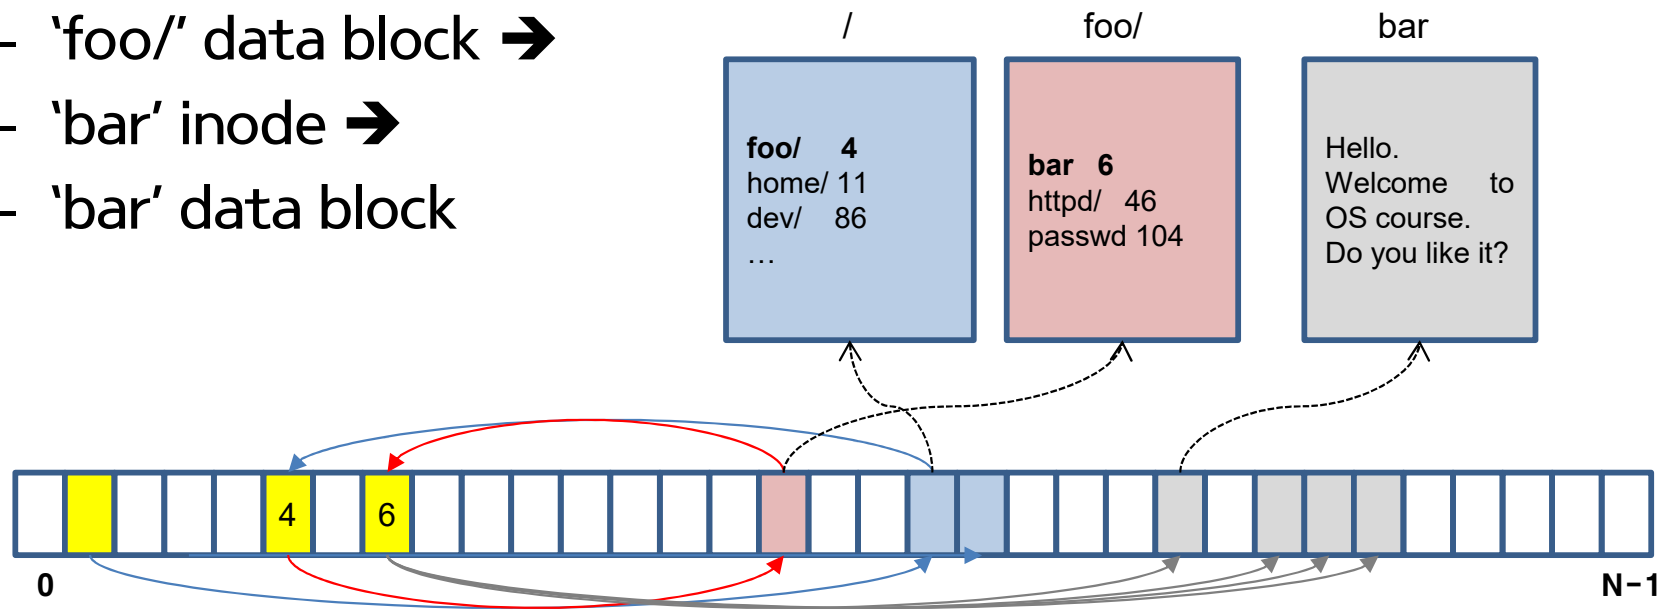 - ‘foo/’ data block ➔
- ‘bar’ inode ➔
- ‘bar’ data block
/
foo/ 4
home/ 11
dev/ 86
…
foo/
bar 6
httpd/ 46
passwd 104
bar
Hello.
Welcome to
OS course.
Do you like it?
4
6
0
N-1